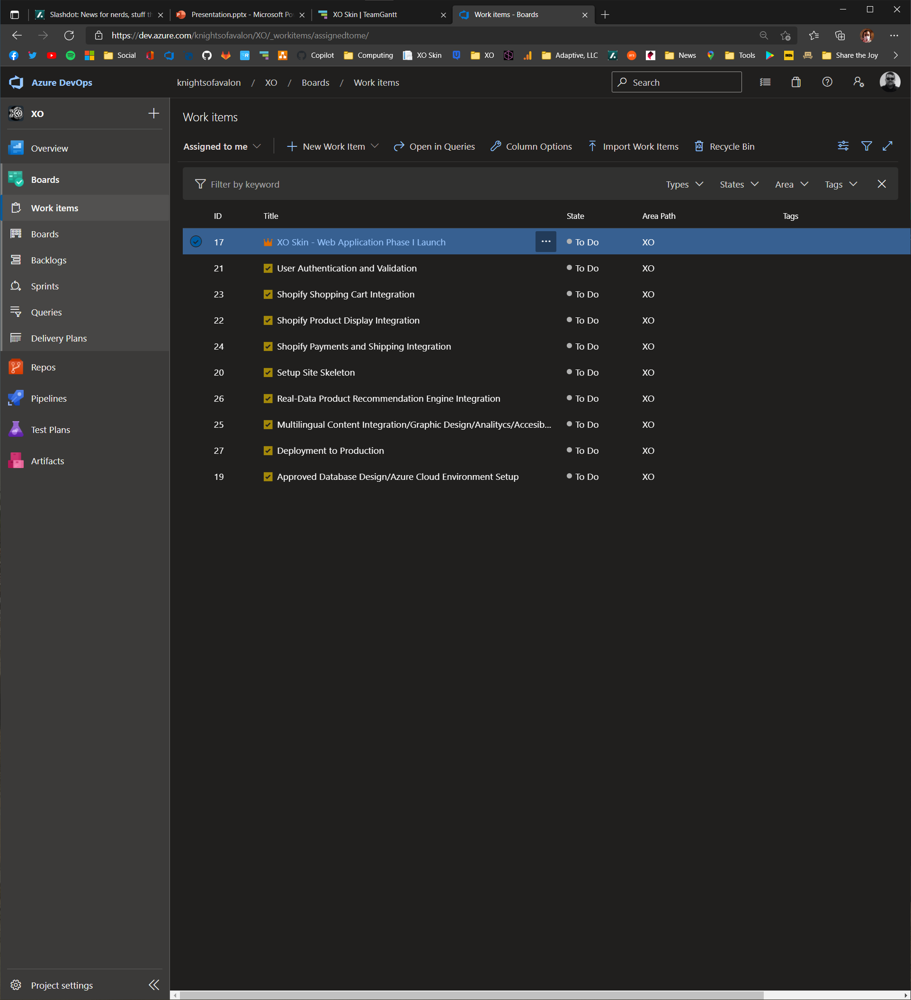 Slashdot: News for nerds, stuff th
Presentation.pptx - Microsoft Po
XO Skin | TeamGantt
Work items - Boards
https://dev.azure.com/knightsofavalon/XO/_workitems/assignedtome/
Social Copilot Computing XO Skin XO Adaptive, LLC ars News Tools IMDb Share the Joy
Azure DevOps
knightsofavalon / XO / Boards / Work items
Search
XO
Overview
Boards
Work items
Boards
Backlogs
Sprints
Queries
Delivery Plans
Repos
Pipelines
Test Plans
Artifacts
Project settings
Work items
Assigned to me New Work Item Open in Queries Column Options Import Work Items Recycle Bin
Filter by keyword Types States Area Tags
ID Title State Area Path Tags
17 XO Skin - Web Application Phase I Launch ... To Do XO
21 User Authentication and Validation To Do XO
23 Shopify Shopping Cart Integration To Do XO
22 Shopify Product Display Integration To Do XO
24 Shopify Payments and Shipping Integration To Do XO
20 Setup Site Skeleton To Do XO
26 Real-Data Product Recommendation Engine Integration To Do XO
25 Multilingual Content Integration/Graphic Design/Analitycs/Accesib... To Do XO
27 Deployment to Production To Do XO
19 Approved Database Design/Azure Cloud Environment Setup To Do XO